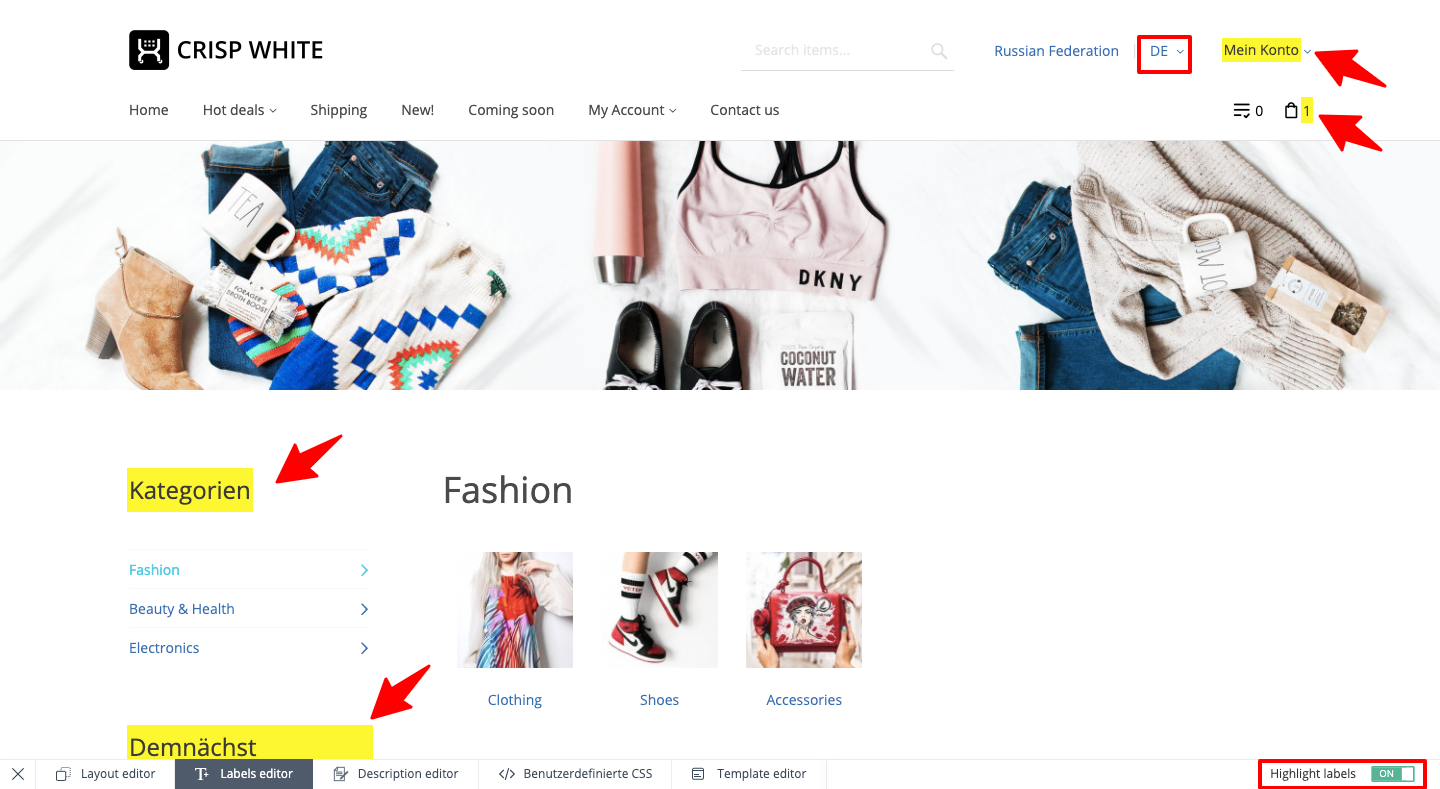 CRISP WHITE
Search items...
Russian Federation
DE
Mein Konto
Home
Hot deals
Shipping
New!
Coming soon
My Account
Contact us
0
1
TEA
FORAGER'S
BROTH BOOST
DKNY
COCONUT
WATER
Kategorien
Fashion
Fashion
Beauty & Health
Electronics
Clothing
Shoes
Accessories
Demnächst
Layout editor
Labels editor
Description editor
Benutzerdefinierte CSS
Template editor
Highlight labels
ON